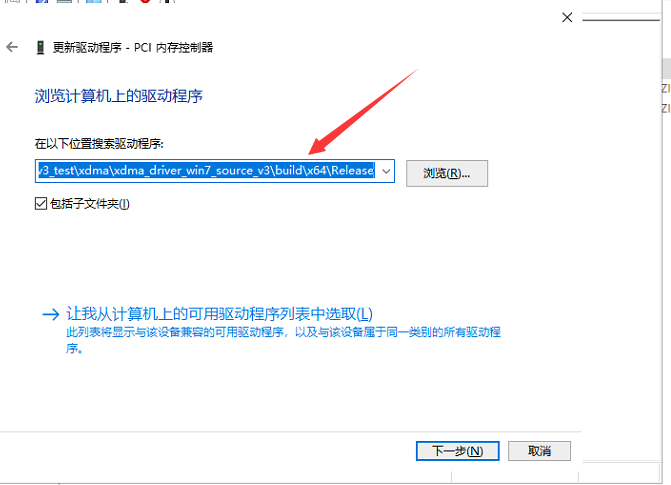 更新驱动程序 - PCI 内存控制器
浏览计算机上的驱动程序
在以下位置搜索驱动程序:
v3_test\xdma\xdma_driver_win7_source_v3\build\x64\Release
浏览(R)...
包括子文件夹(I)
让我从计算机上的可用驱动程序列表中选取(L)
此列表将显示与该设备兼容的可用驱动程序，以及与该设备属于同一类别的所有驱动程
序。
下一步(N)
取消
ZI
ZI